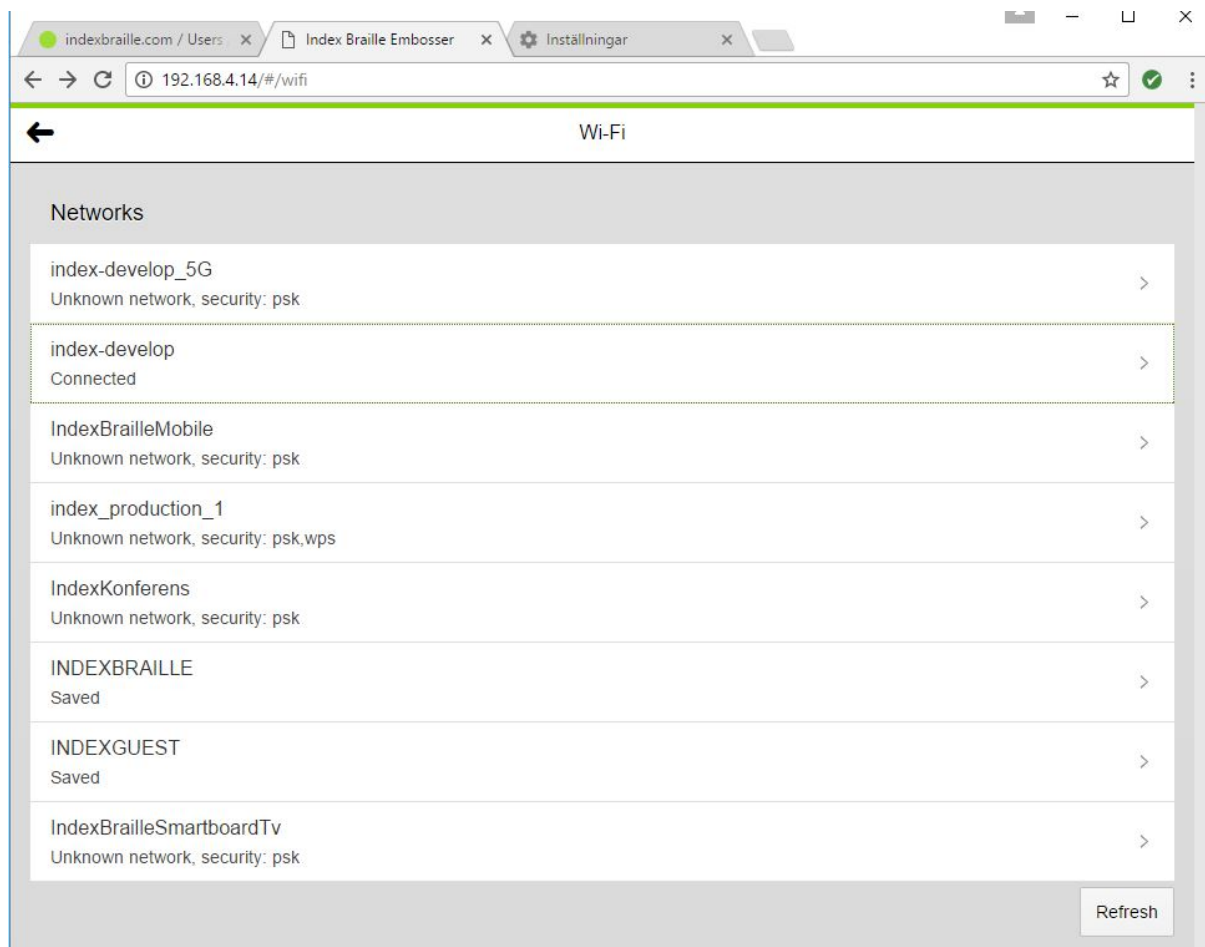 indexbraille.com / Users
Index Braille Embosser
Inställningar
192.168.4.14/#/wifi
Wi-Fi
Networks
index-develop_5G
Unknown network, security: psk
index-develop
Connected
IndexBrailleMobile
Unknown network, security: psk
index_production_1
Unknown network, security: psk,wps
IndexKonferens
Unknown network, security: psk
INDEXBRAILLE
Saved
INDEXGUEST
Saved
IndexBrailleSmartboardTv
Unknown network, security: psk
Refresh